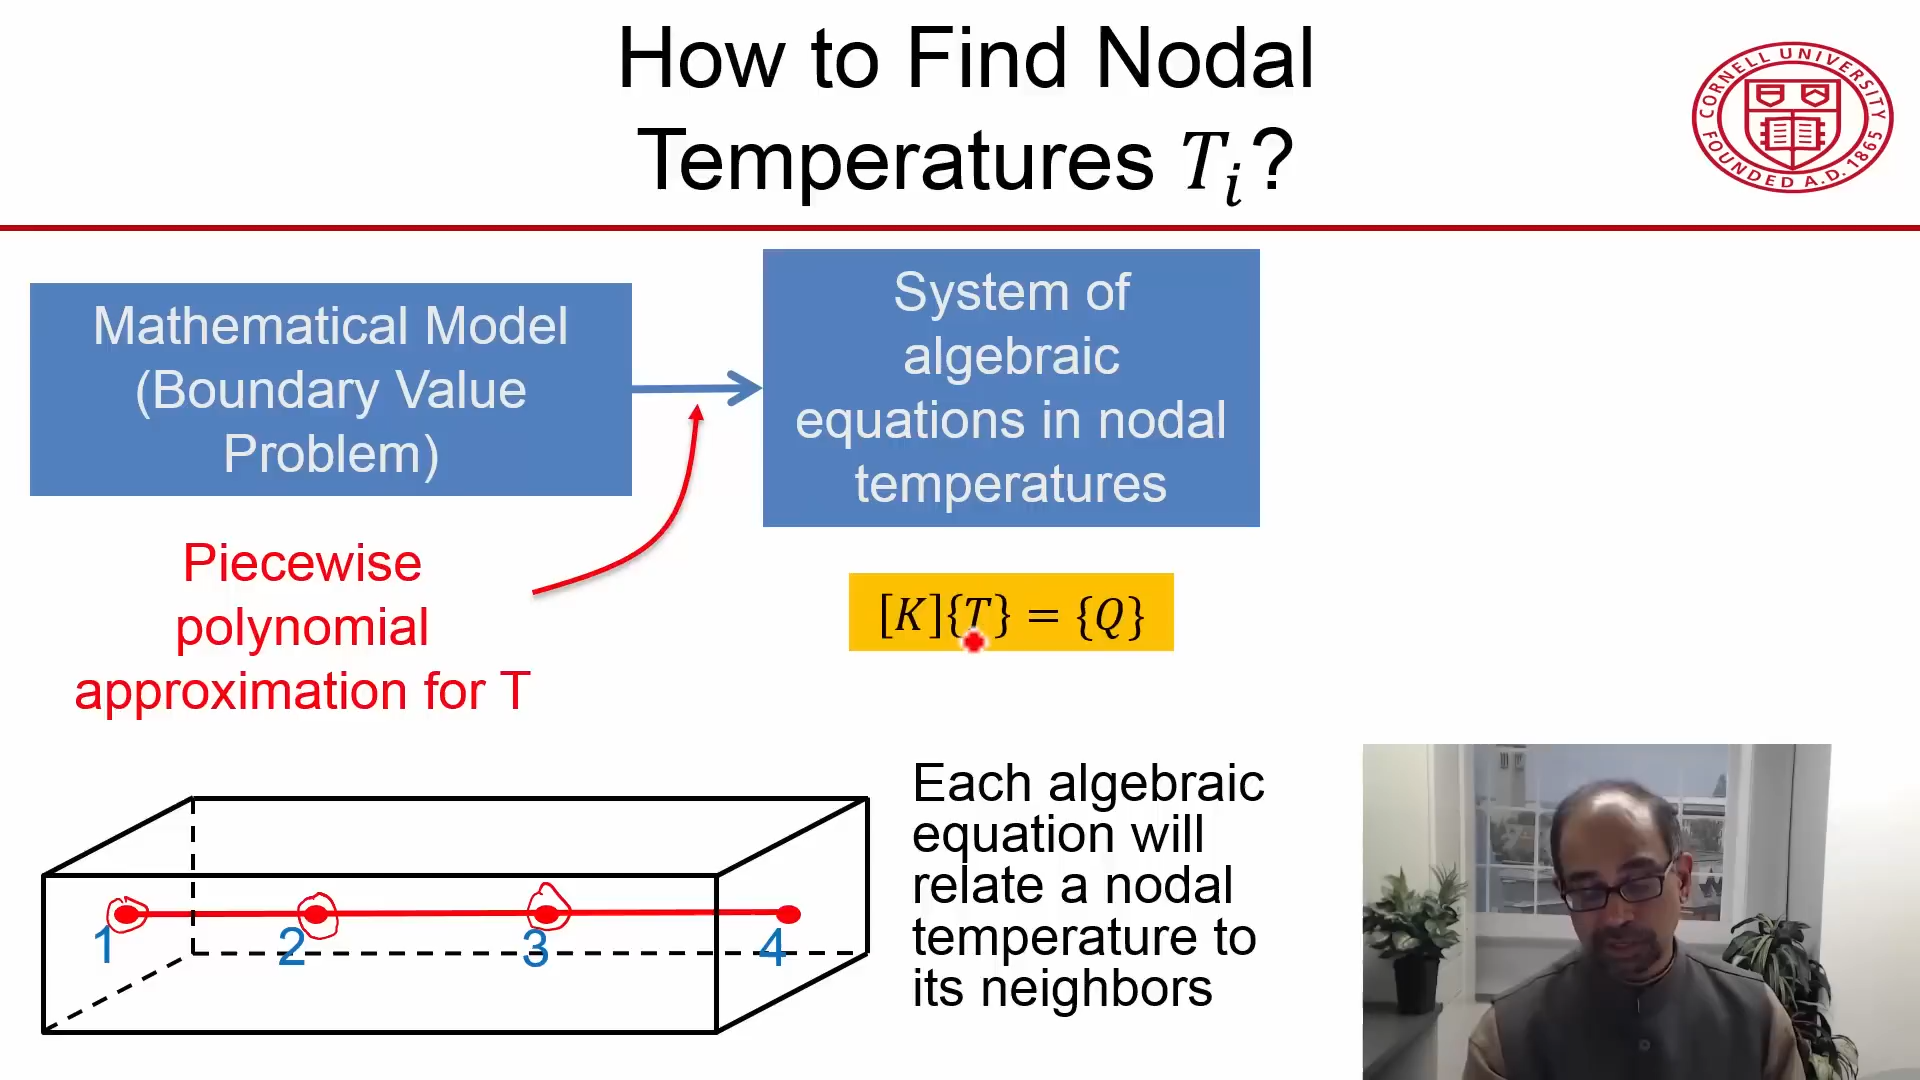 How to Find Nodal
Temperatures 𝑇ᵢ?
CORNELL UNIVERSITY
FOUNDED A.D. 1865
Mathematical Model
(Boundary Value
Problem)
System of
algebraic
equations in nodal
temperatures
Piecewise
polynomial
approximation for T
[𝐾]{𝑇} = {𝑄}
1
2
3
4
Each algebraic
equation will
relate a nodal
temperature to
its neighbors